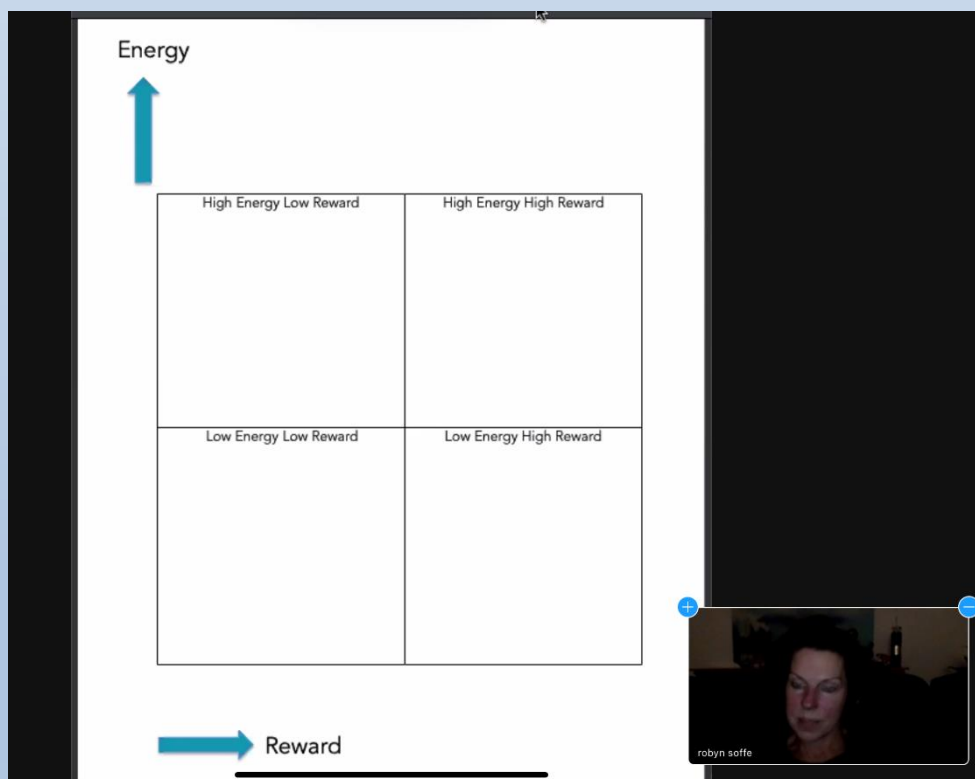 Energy
High Energy Low Reward
High Energy High Reward
Low Energy Low Reward
Low Energy High Reward
Reward
robyn soffe